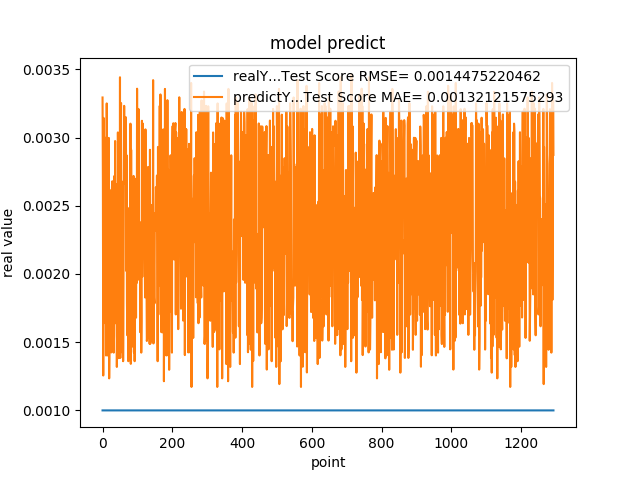 model predict
realY...Test Score RMSE= 0.0014475220462
predictY...Test Score MAE= 0.00132121575293
0.0035
0.0030
0.0025
0.0020
0.0015
0.0010
real value
0 200 400 600 800 1000 1200
point